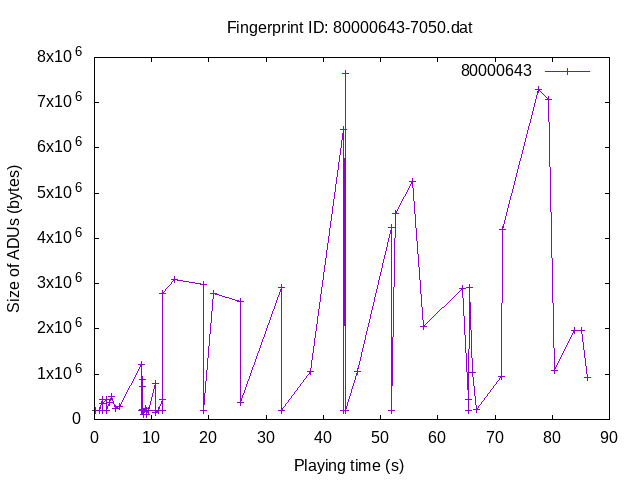 Fingerprint ID: 80000643-7050.dat
80000643
8x10^6
7x10^6
6x10^6
5x10^6
4x10^6
3x10^6
2x10^6
1x10^6
0
Size of ADUs (bytes)
0 10 20 30 40 50 60 70 80 90
Playing time (s)